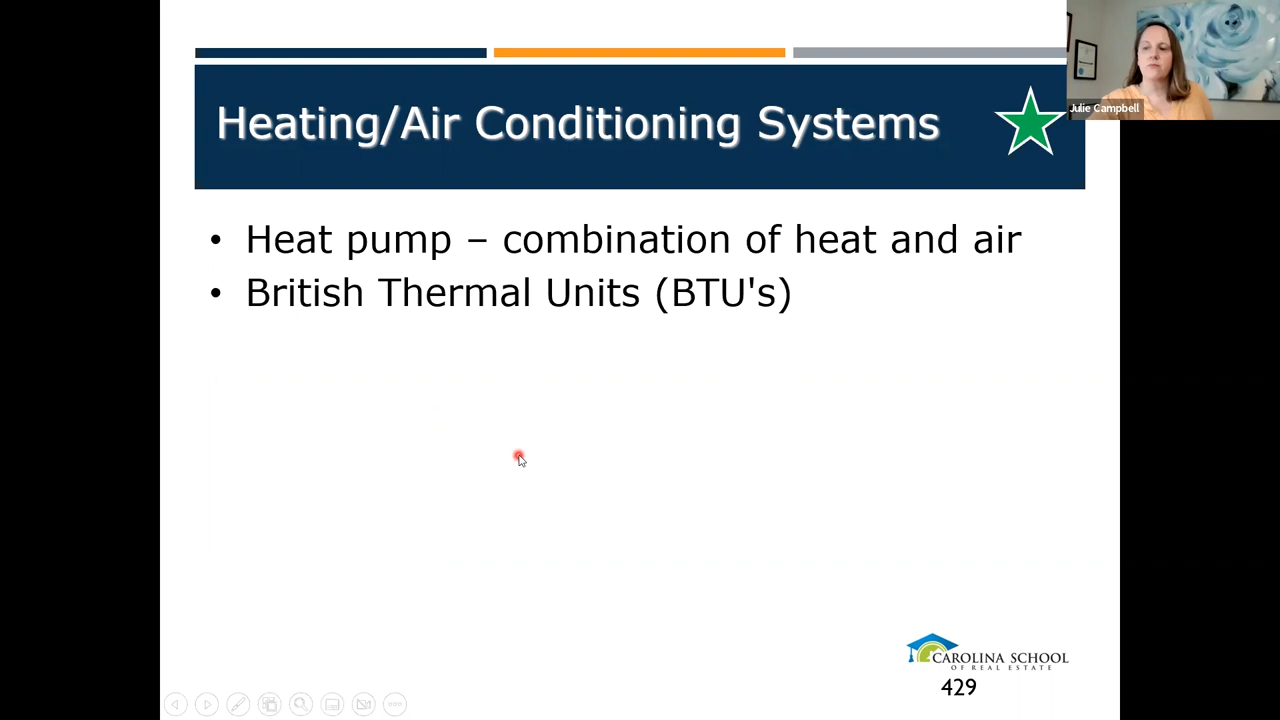 Heating/Air Conditioning Systems
Julie Campbell
• Heat pump – combination of heat and air
• British Thermal Units (BTU's)
CAROLINA SCHOOL
OF REAL ESTATE
429